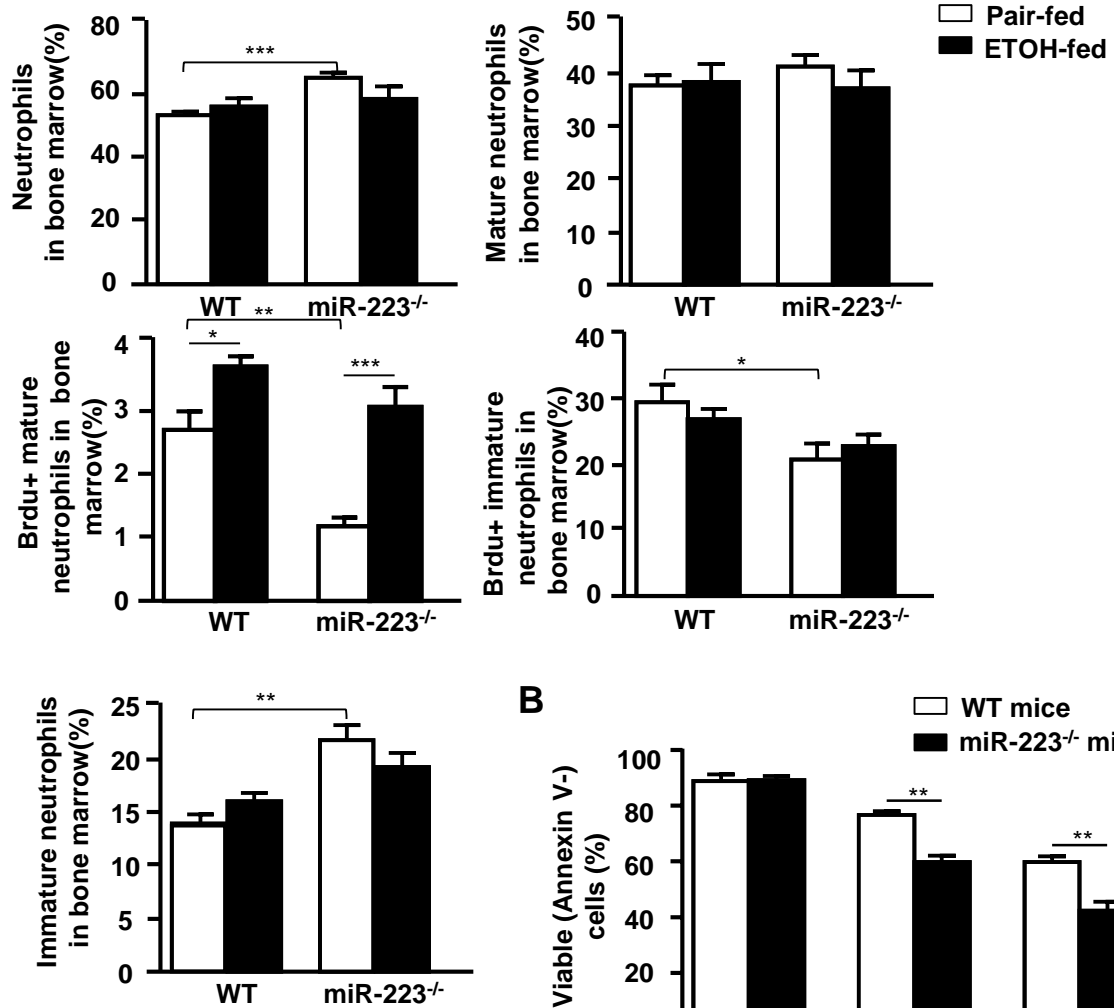 Pair-fed
ETOH-fed
Neutrophils
in bone marrow(%)
80
60
40
20
0
***
WT
miR-223-/-
Mature neutrophils
in bone marrow(%)
50
40
30
40
10
0
WT
miR-223-/-
Brdu+ mature
neutrophils in bone
marrow(%)
4
3
2
1
0
**
*
***
WT
miR-223-/-
Brdu+ immature
neutrophils in
bone marrow(%)
40
30
20
10
0
*
WT
miR-223-/-
Immature neutrophils
in bone marrow(%)
25
20
15
10
5
0
**
WT
miR-223-/-
B
WT mice
miR-223-/- mi
Viable (Annexin V-)
cells (%)
100
80
60
40
20
**
**